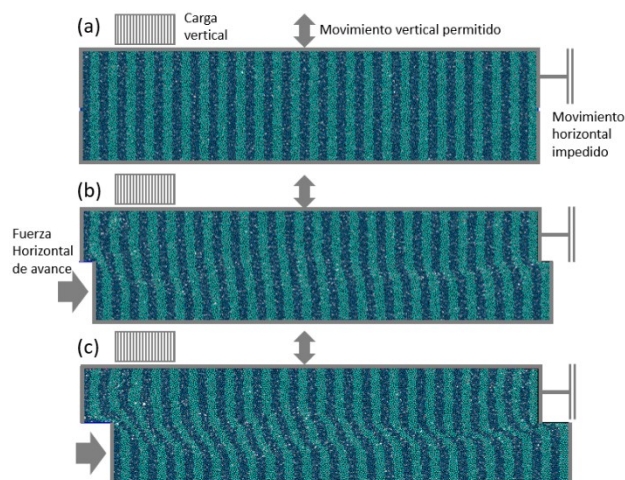 (a)
Carga
vertical
Movimiento vertical permitido
Movimiento
horizontal
impedido
(b)
Fuerza
Horizontal
de avance
(c)